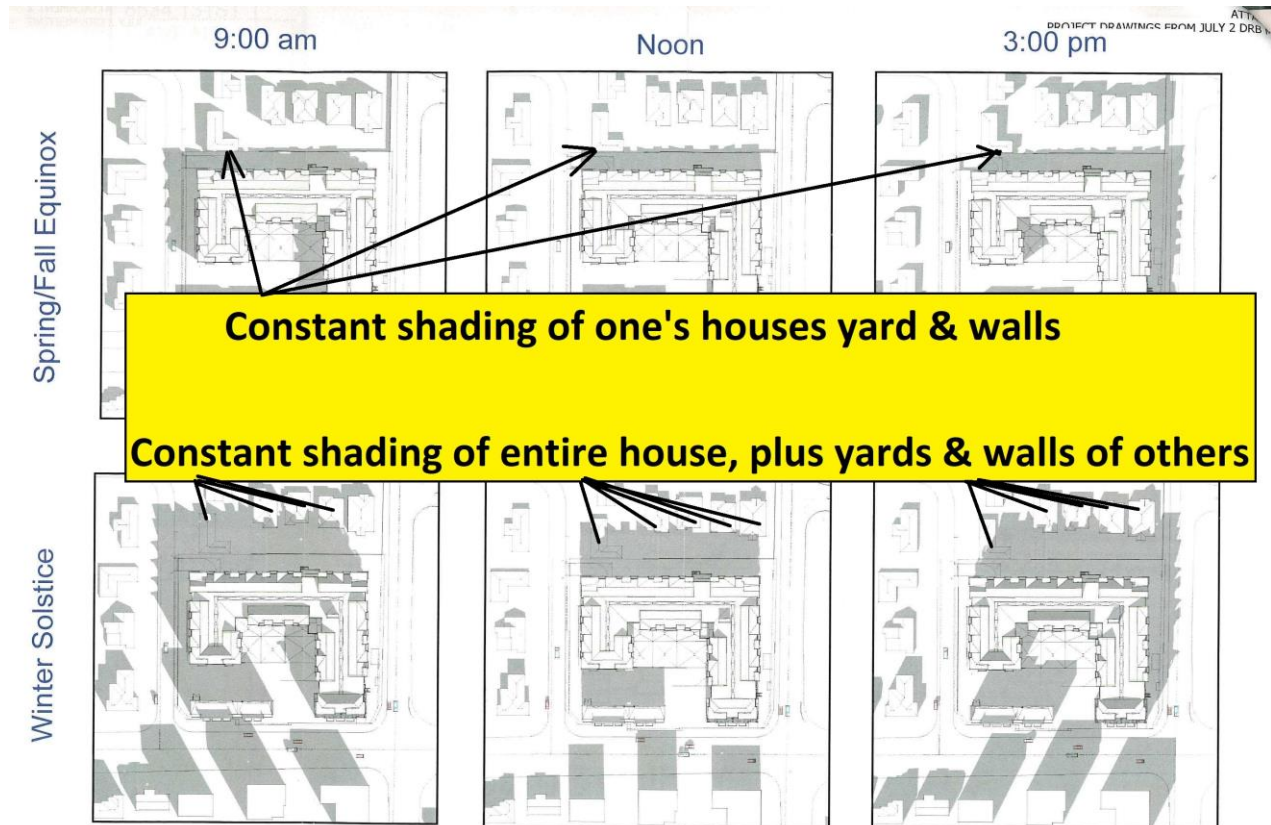 ATTA
PROJECT DRAWINGS FROM JULY 2 DRB
9:00 am
Noon
3:00 pm
Spring/Fall Equinox
Constant shading of one's houses yard & walls
Constant shading of entire house, plus yards & walls of others
Winter Solstice